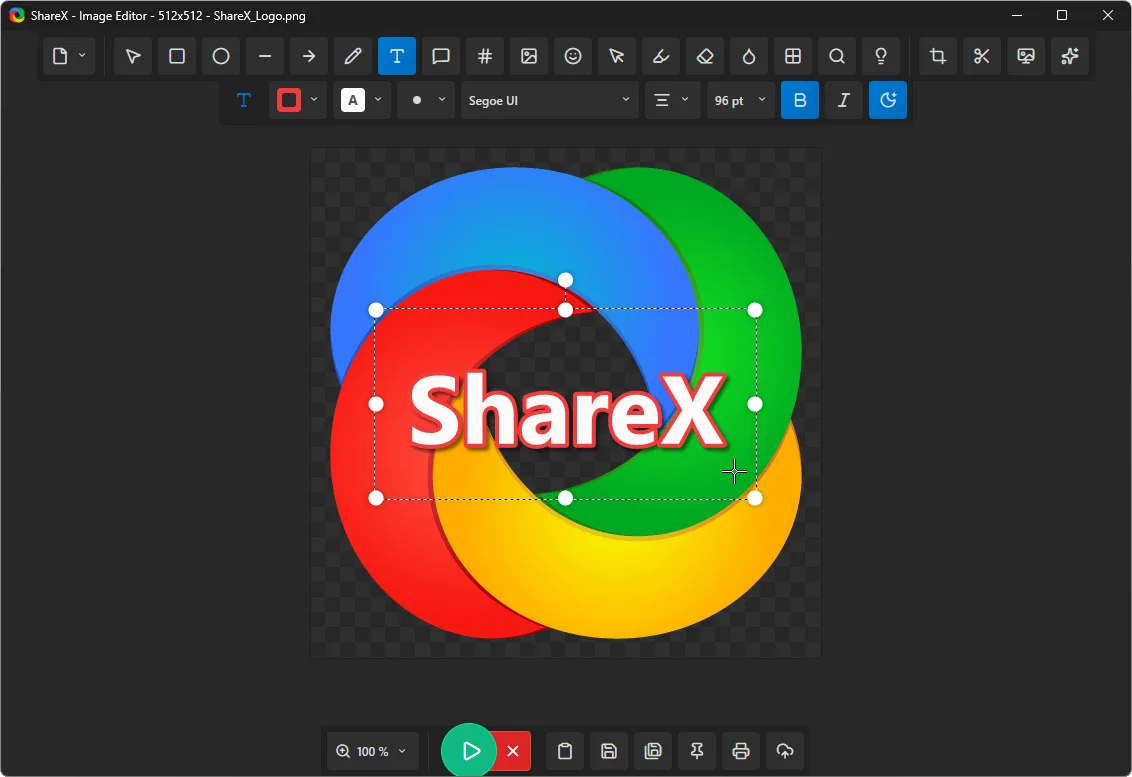 ShareX - Image Editor - 512x512 - ShareX_Logo.png
T
T
A
Segoe UI
96 pt
B
I
ShareX
100 %